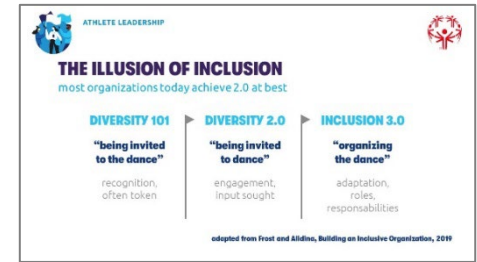 ATHLETE LEADERSHIP
THE ILLUSION OF INCLUSION
most organizations today achieve 2.0 at best
DIVERSITY 101
"being invited
to the dance"
recognition,
often token
DIVERSITY 2.0
"being invited
to dance"
engagement,
input sought
INCLUSION 3.0
"organizing
the dance"
adaptation,
roles,
responsibilities
adapted from Frost and Alidina, Building an Inclusive Organization, 2019